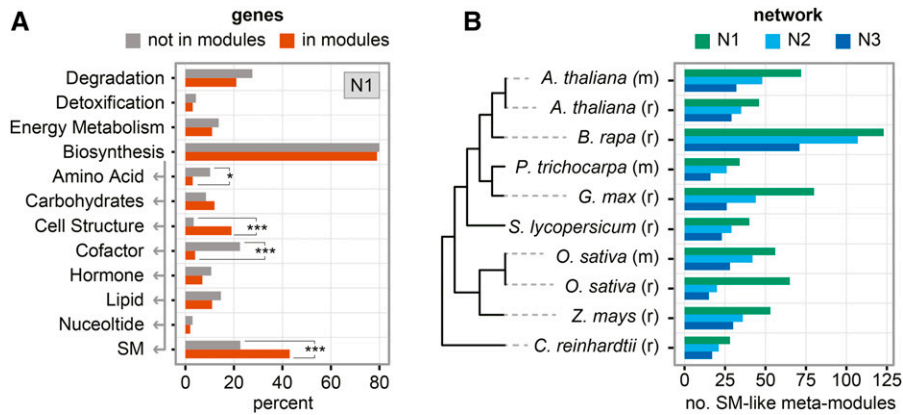 A
genes
not in modules in modules
N1
Degradation
Detoxification
Energy Metabolism
Biosynthesis
Amino Acid
*
Carbohydrates
Cell Structure
***
Cofactor
***
Hormone
Lipid
Nuceoltide
SM
***
0 20 40 60 80
percent
B
network
N1 N2 N3
A. thaliana (m)
A. thaliana (r)
B. rapa (r)
P. trichocarpa (m)
G. max (r)
S. lycopersicum (r)
O. sativa (m)
O. sativa (r)
Z. mays (r)
C. reinhardtii (r)
0 25 50 75 100 125
no. SM-like meta-modules